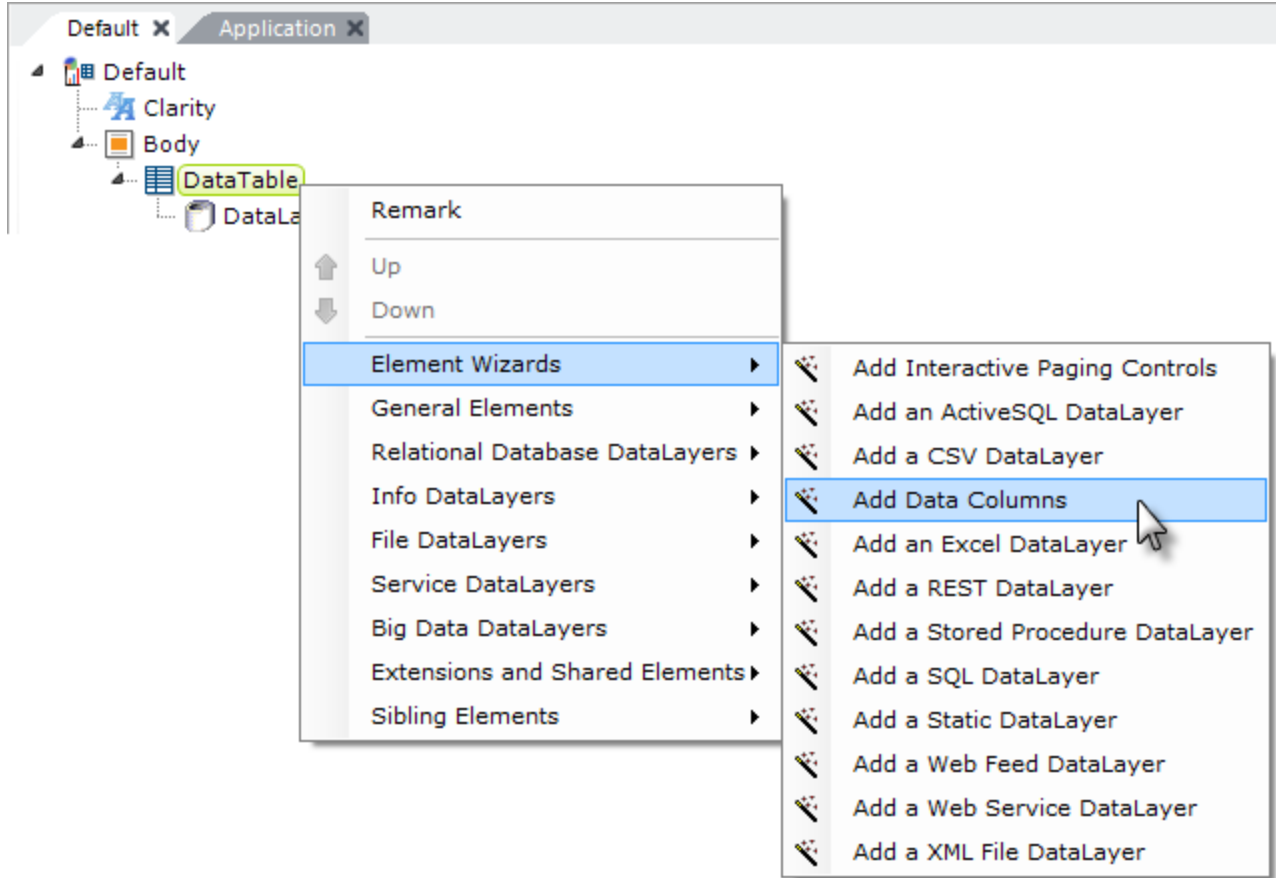 Default
Application
Default
Clarity
Body
DataTable
DataLa
Remark
Up
Down
Element Wizards
General Elements
Relational Database DataLayers
Info DataLayers
File DataLayers
Service DataLayers
Big Data DataLayers
Extensions and Shared Elements
Sibling Elements
Add Interactive Paging Controls
Add an ActiveSQL DataLayer
Add a CSV DataLayer
Add Data Columns
Add an Excel DataLayer
Add a REST DataLayer
Add a Stored Procedure DataLayer
Add a SQL DataLayer
Add a Static DataLayer
Add a Web Feed DataLayer
Add a Web Service DataLayer
Add a XML File DataLayer